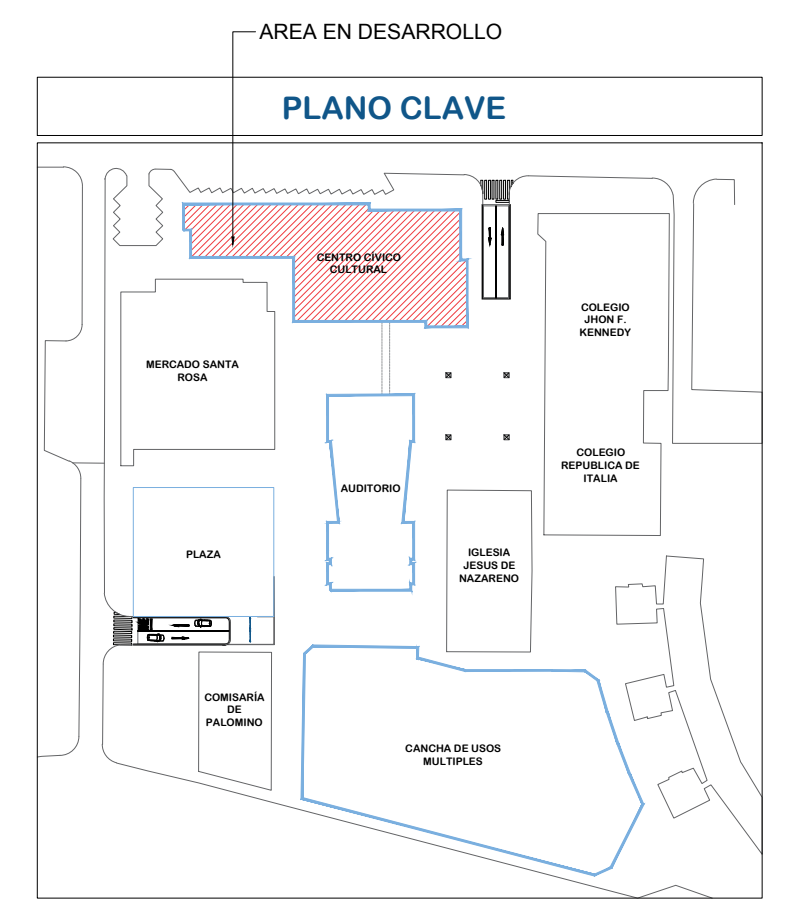 AREA EN DESARROLLO
PLANO CLAVE
CENTRO CÍVICO
CULTURAL
COLEGIO
JHON F.
KENNEDY
MERCADO SANTA
ROSA
COLEGIO
REPUBLICA DE
ITALIA
AUDITORIO
PLAZA
IGLESIA
JESUS DE
NAZARENO
COMISARÍA
DE
PALOMINO
CANCHA DE USOS
MULTIPLES